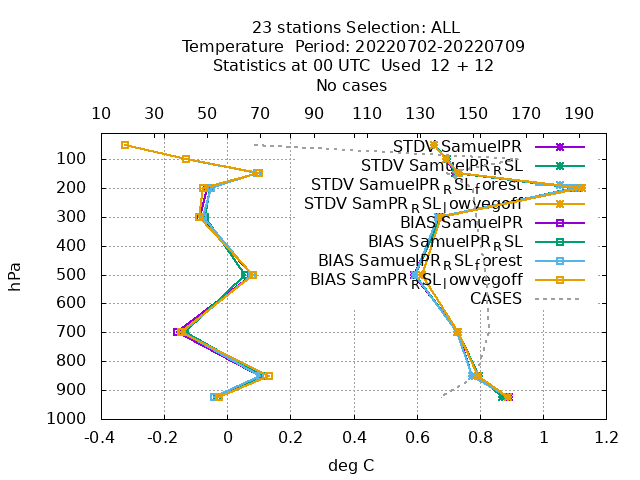 23 stations Selection: ALL
Temperature  Period: 20220702-20220709
Statistics at 00 UTC  Used  12 + 12
No cases
10 30 50 70 90 110 130 150 170 190
STDV SamuelPR
STDV SamuelPR_RSL
STDV SamuelPR_RSL_forest
STDV SamPR_RSL_lowvegoff
BIAS SamuelPR
BIAS SamuelPR_RSL
BIAS SamuelPR_RSL_forest
BIAS SamPR_RSL_lowvegoff
CASES
hPa
100
200
300
400
500
600
700
800
900
1000
-0.4 -0.2 0 0.2 0.4 0.6 0.8 1 1.2
deg C